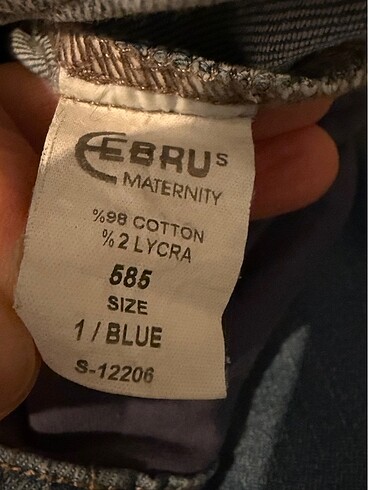 EBRUS
MATERNITY
%98 COTTON
%2 LYCRA
585
SIZE
1 / BLUE
S-12206